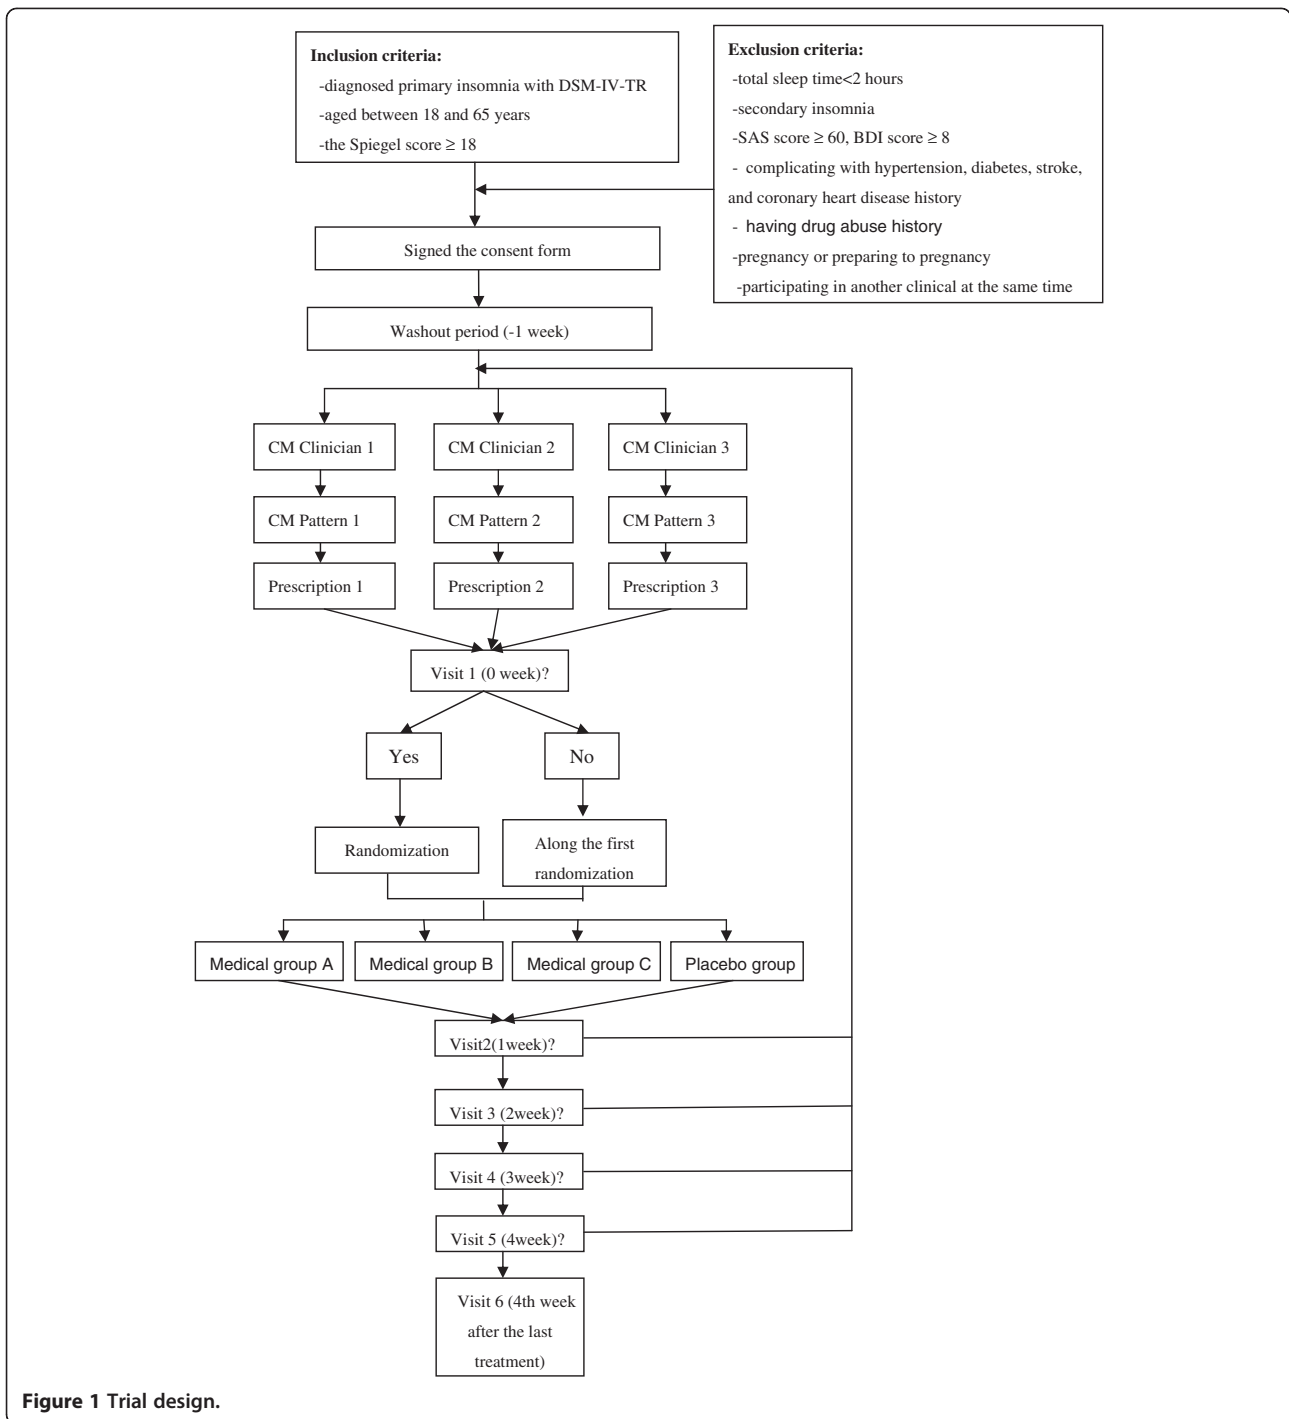 Inclusion criteria:
-diagnosed primary insomnia with DSM-IV-TR
-aged between 18 and 65 years
-the Spiegel score ≥ 18
Exclusion criteria:
-total sleep time<2 hours
-secondary insomnia
-SAS score ≥ 60, BDI score ≥ 8
- complicating with hypertension, diabetes, stroke,
and coronary heart disease history
- having drug abuse history
-pregnancy or preparing to pregnancy
-participating in another clinical at the same time
Signed the consent form
Washout period (-1 week)
CM Clinician 1
CM Clinician 2
CM Clinician 3
CM Pattern 1
CM Pattern 2
CM Pattern 3
Prescription 1
Prescription 2
Prescription 3
Visit 1 (0 week)?
Yes
No
Randomization
Along the first
randomization
Medical group A
Medical group B
Medical group C
Placebo group
Visit2(1week)?
Visit 3 (2week)?
Visit 4 (3week)?
Visit 5 (4week)?
Visit 6 (4th week
after the last
treatment)
Figure 1 Trial design.